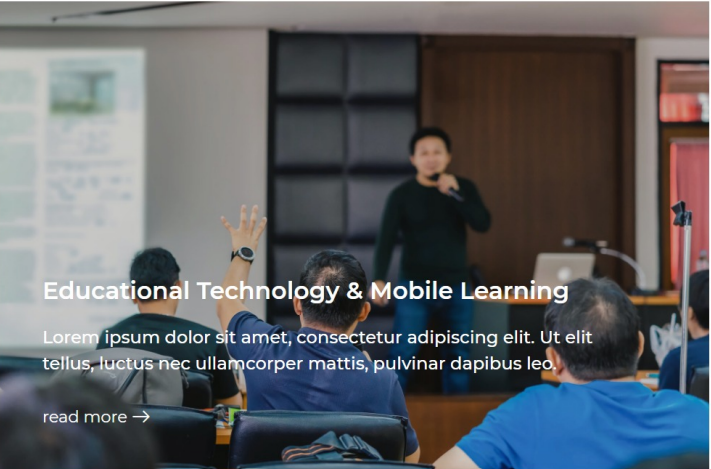 Educational Technology & Mobile Learning
Lorem ipsum dolor sit amet, consectetur adipiscing elit. Ut elit
tellus, luctus nec ullamcorper mattis, pulvinar dapibus leo.
read more →